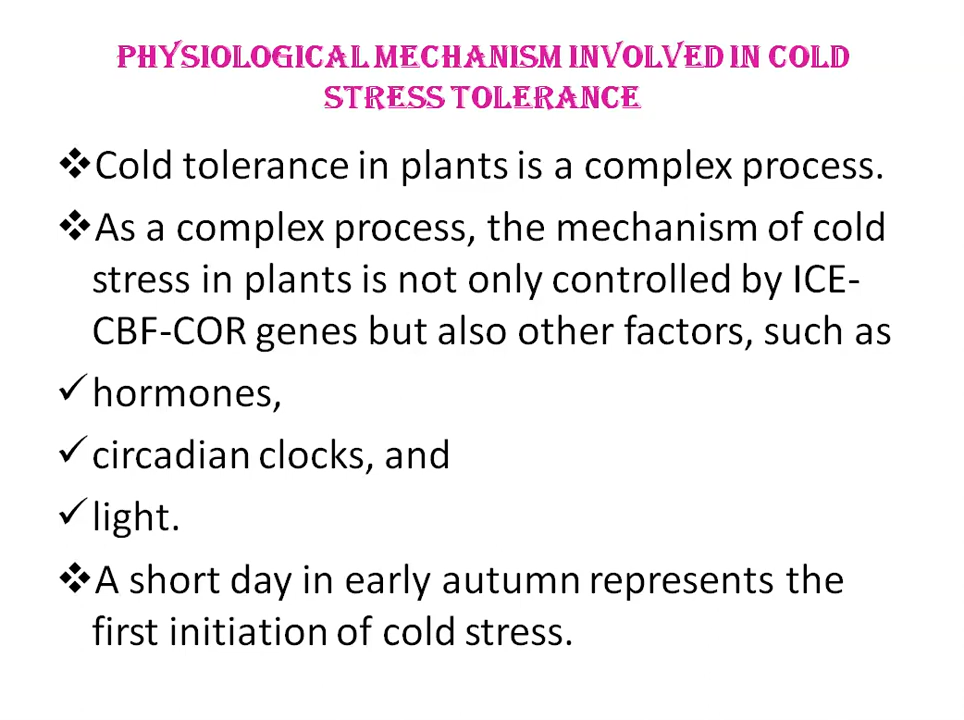 PHYSIOLOGICAL MECHANISM INVOLVED IN COLD
STRESS TOLERANCE
❖Cold tolerance in plants is a complex process.
❖As a complex process, the mechanism of cold
stress in plants is not only controlled by ICE-
CBF-COR genes but also other factors, such as
✓hormones,
✓circadian clocks, and
✓light.
❖A short day in early autumn represents the
first initiation of cold stress.